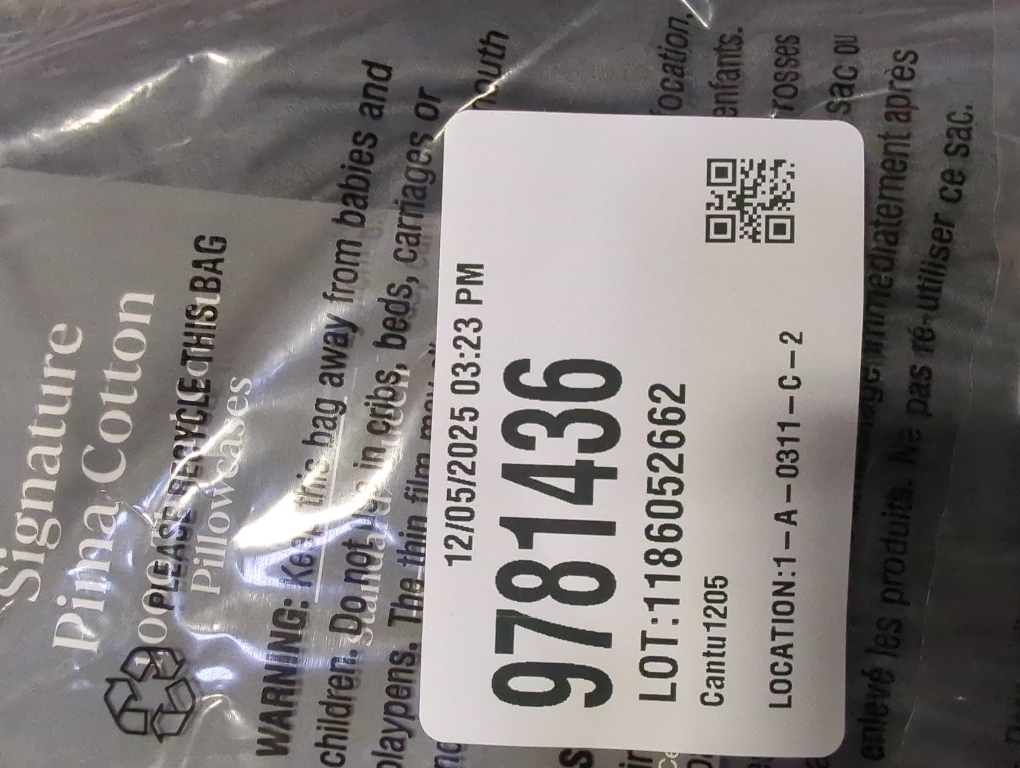 Signature
Pima Cotton
PLEASE RECYCLE THIS BAG
Pillowcases
WARNING: Keep this bag away from babies and
children. Do not use in cribs, beds, carriages or
playpens. The thin film may
mouth
12/05/2025 03:23 PM
9781436
LOT:1186052662
Cantu1205
LOCATION:1-A-0311-C-2
enfants.
sac ou
immédiatement après
enlevé les produits. Ne pas ré-utiliser ce sac.